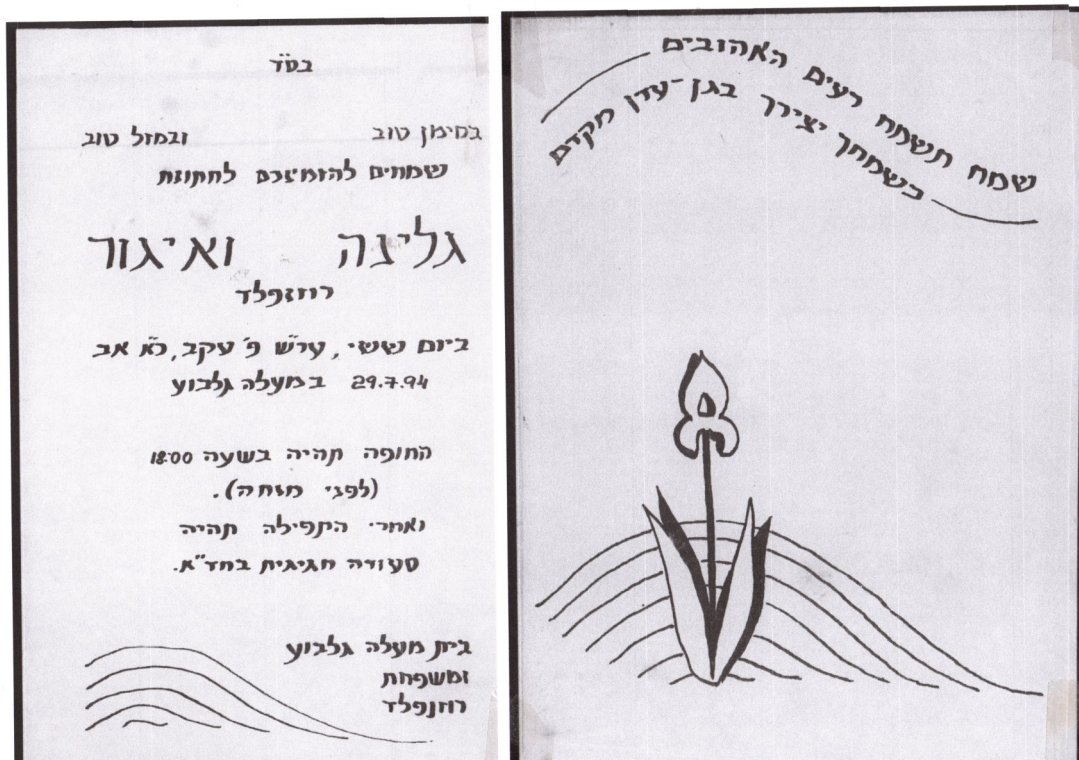 בס"ד
בסימן טוב ובמזל טוב
שמחים להזמינכם לחתונת
גלינה ואיגור
רוזנפלד
ביום שישי, ערש"ק פ' עקב, כ"א אב
29.7.94 במעלה גלבוע
החופה תהיה בשעה 18:00
(לפני מנחה).
ואחרי התפילה תהיה
סעודה חגיגית בחד"א.
בית מעלה גלבוע
ומשפחת
רוזנפלד
שמח תשמח רעים האהובים
כשמחך יצירך בגן-עדן מקדם